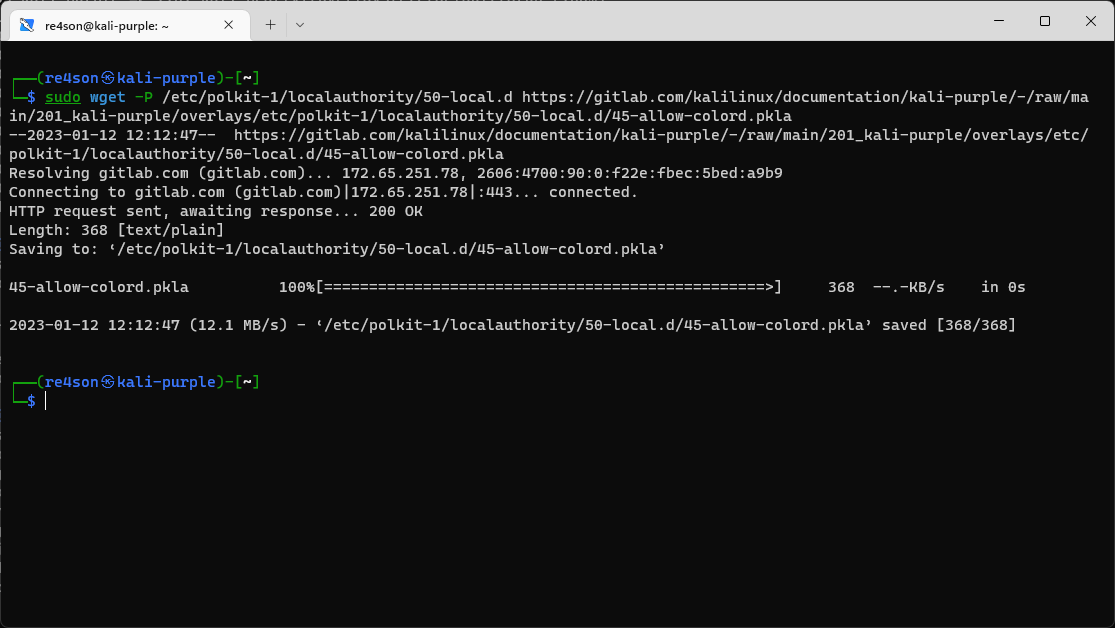 re4son@kali-purple: ~
┌──(re4son㉿kali-purple)-[~]
└─$ sudo wget -P /etc/polkit-1/localauthority/50-local.d https://gitlab.com/kalilinux/documentation/kali-purple/-/raw/ma
in/201_kali-purple/overlays/etc/polkit-1/localauthority/50-local.d/45-allow-colord.pkla
--2023-01-12 12:12:47--  https://gitlab.com/kalilinux/documentation/kali-purple/-/raw/main/201_kali-purple/overlays/etc/
polkit-1/localauthority/50-local.d/45-allow-colord.pkla
Resolving gitlab.com (gitlab.com)... 172.65.251.78, 2606:4700:90:0:f22e:fbec:5bed:a9b9
Connecting to gitlab.com (gitlab.com)|172.65.251.78|:443... connected.
HTTP request sent, awaiting response... 200 OK
Length: 368 [text/plain]
Saving to: ‘/etc/polkit-1/localauthority/50-local.d/45-allow-colord.pkla’
45-allow-colord.pkla          100%[=================================================>]     368  --.-KB/s    in 0s
2023-01-12 12:12:47 (12.1 MB/s) - ‘/etc/polkit-1/localauthority/50-local.d/45-allow-colord.pkla’ saved [368/368]
┌──(re4son㉿kali-purple)-[~]
└─$